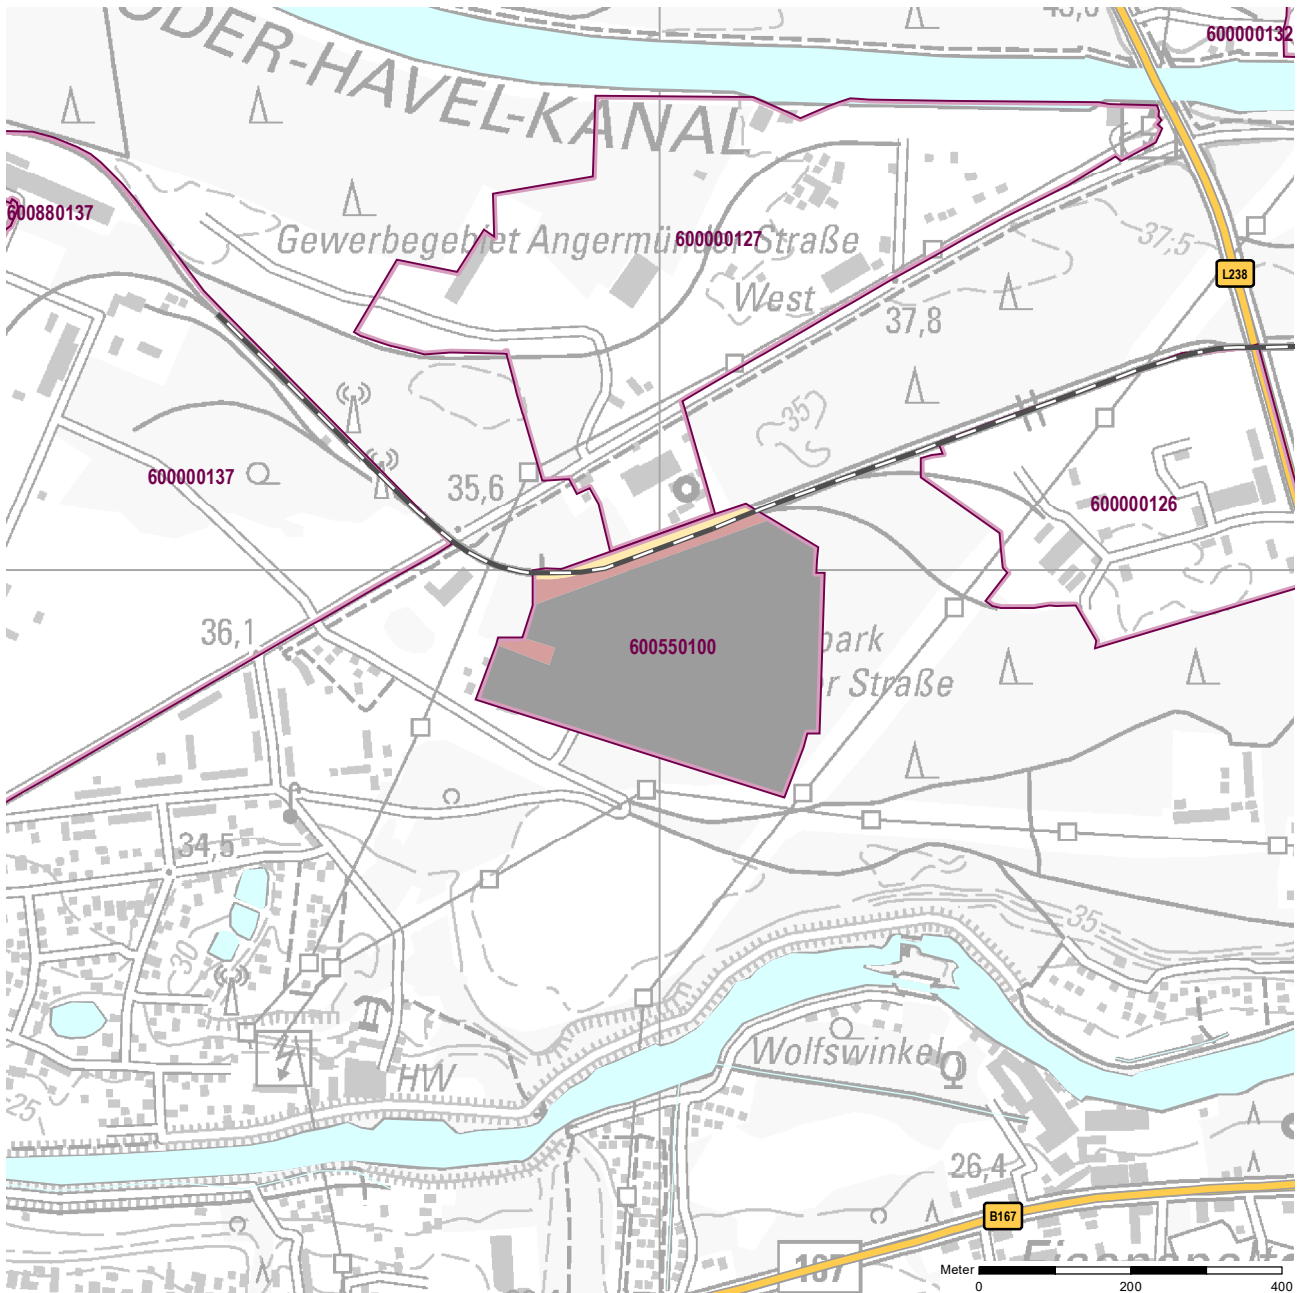 ODER-HAVEL-KANAL
600000132
600880137
Gewerbegebiet Angermünder Straße
600000127
West
37,5
L238
37,8
35
600000137
35,6
600000126
36,1
600550100
park
r Straße
34,5
30
35
Wolfswinkel
HW
25
26,4
B167
167
Meter
0
200
400